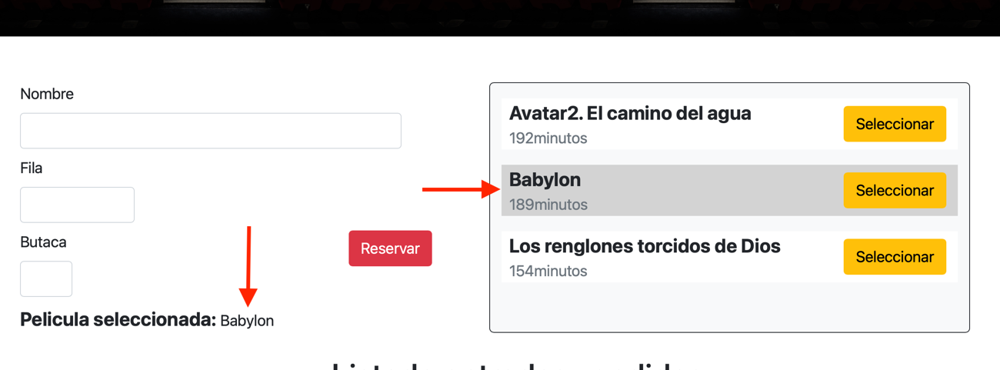 Nombre
Fila
Butaca
Reservar
Pelicula seleccionada: Babylon
Avatar2. El camino del agua
192minutos
Seleccionar
Babylon
189minutos
Seleccionar
Los renglones torcidos de Dios
154minutos
Seleccionar